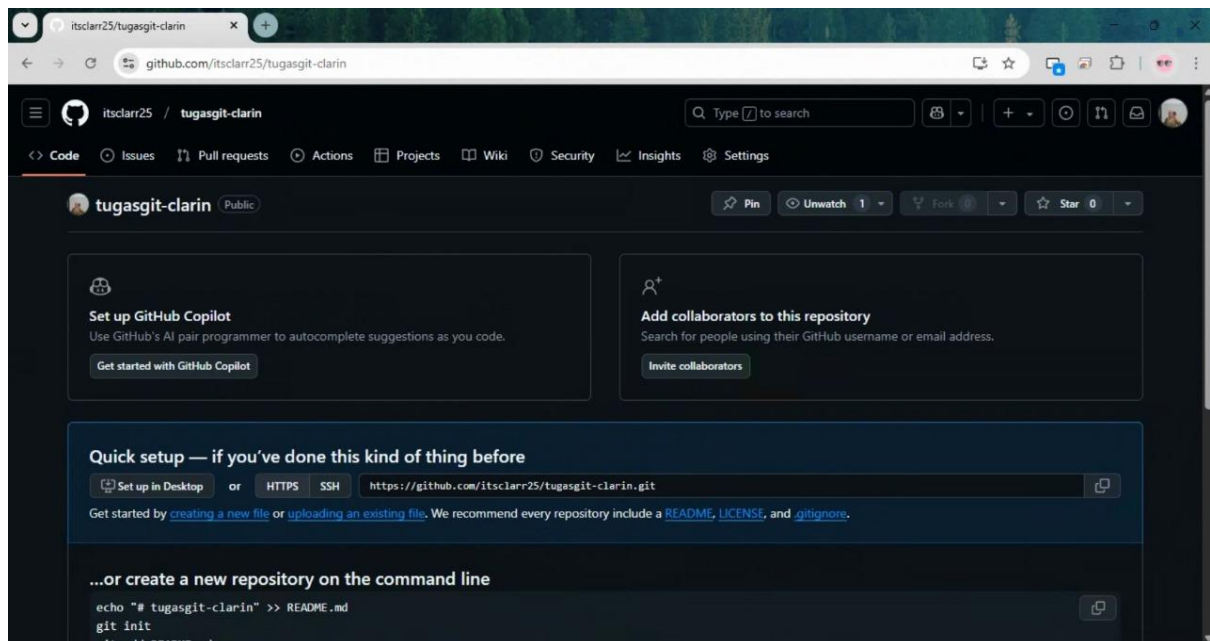 itsclarr25/tugasgit-clarin
github.com/itsclarr25/tugasgit-clarin
itsclarr25 / tugasgit-clarin
Type / to search
Code Issues Pull requests Actions Projects Wiki Security Insights Settings
tugasgit-clarin Public
Pin Unwatch 1 Fork 0 Star 0
Set up GitHub Copilot
Use GitHub's AI pair programmer to autocomplete suggestions as you code.
Get started with GitHub Copilot
Add collaborators to this repository
Search for people using their GitHub username or email address.
Invite collaborators
Quick setup — if you've done this kind of thing before
Set up in Desktop or HTTPS SSH https://github.com/itsclarr25/tugasgit-clarin.git
Get started by creating a new file or uploading an existing file. We recommend every repository include a README, LICENSE, and .gitignore.
...or create a new repository on the command line
echo "# tugasgit-clarin" >> README.md
git init